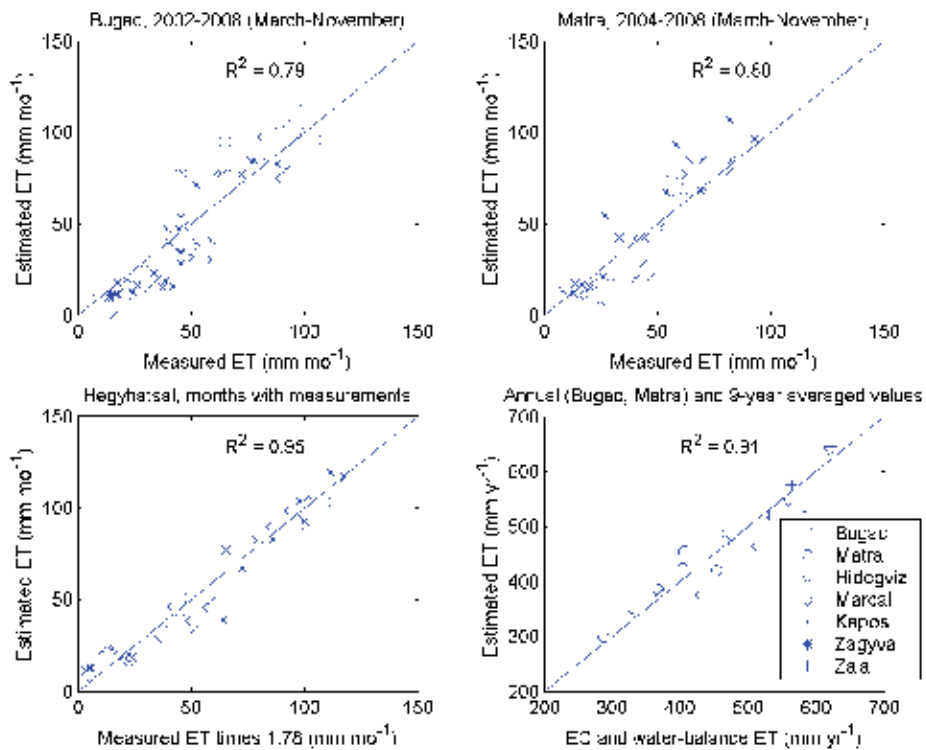 Bugac, 2002-2008 (March-November)
R² = 0.79
Estimated ET (mm mo⁻¹)
150
100
50
0
0 50 100 150
Measured ET (mm mo⁻¹)
Matra, 2004-2008 (March-November)
R² = 0.80
Estimated ET (mm mo⁻¹)
150
100
50
0
0 50 100 150
Measured ET (mm mo⁻¹)
Hegyhatsal, months with measurements
R² = 0.95
Estimated ET (mm mo⁻¹)
150
100
50
0
0 50 100 150
Measured ET times 1.78 (mm mo⁻¹)
Annual (Bugac, Matra) and 9-year averaged values
R² = 0.91
Estimated ET (mm yr⁻¹)
700
600
500
400
300
200
200 300 400 500 600 700
EC and water-balance ET (mm yr⁻¹)
Bugac
Matra
Hidegviz
Marcal
Kapos
Zagyva
Zala